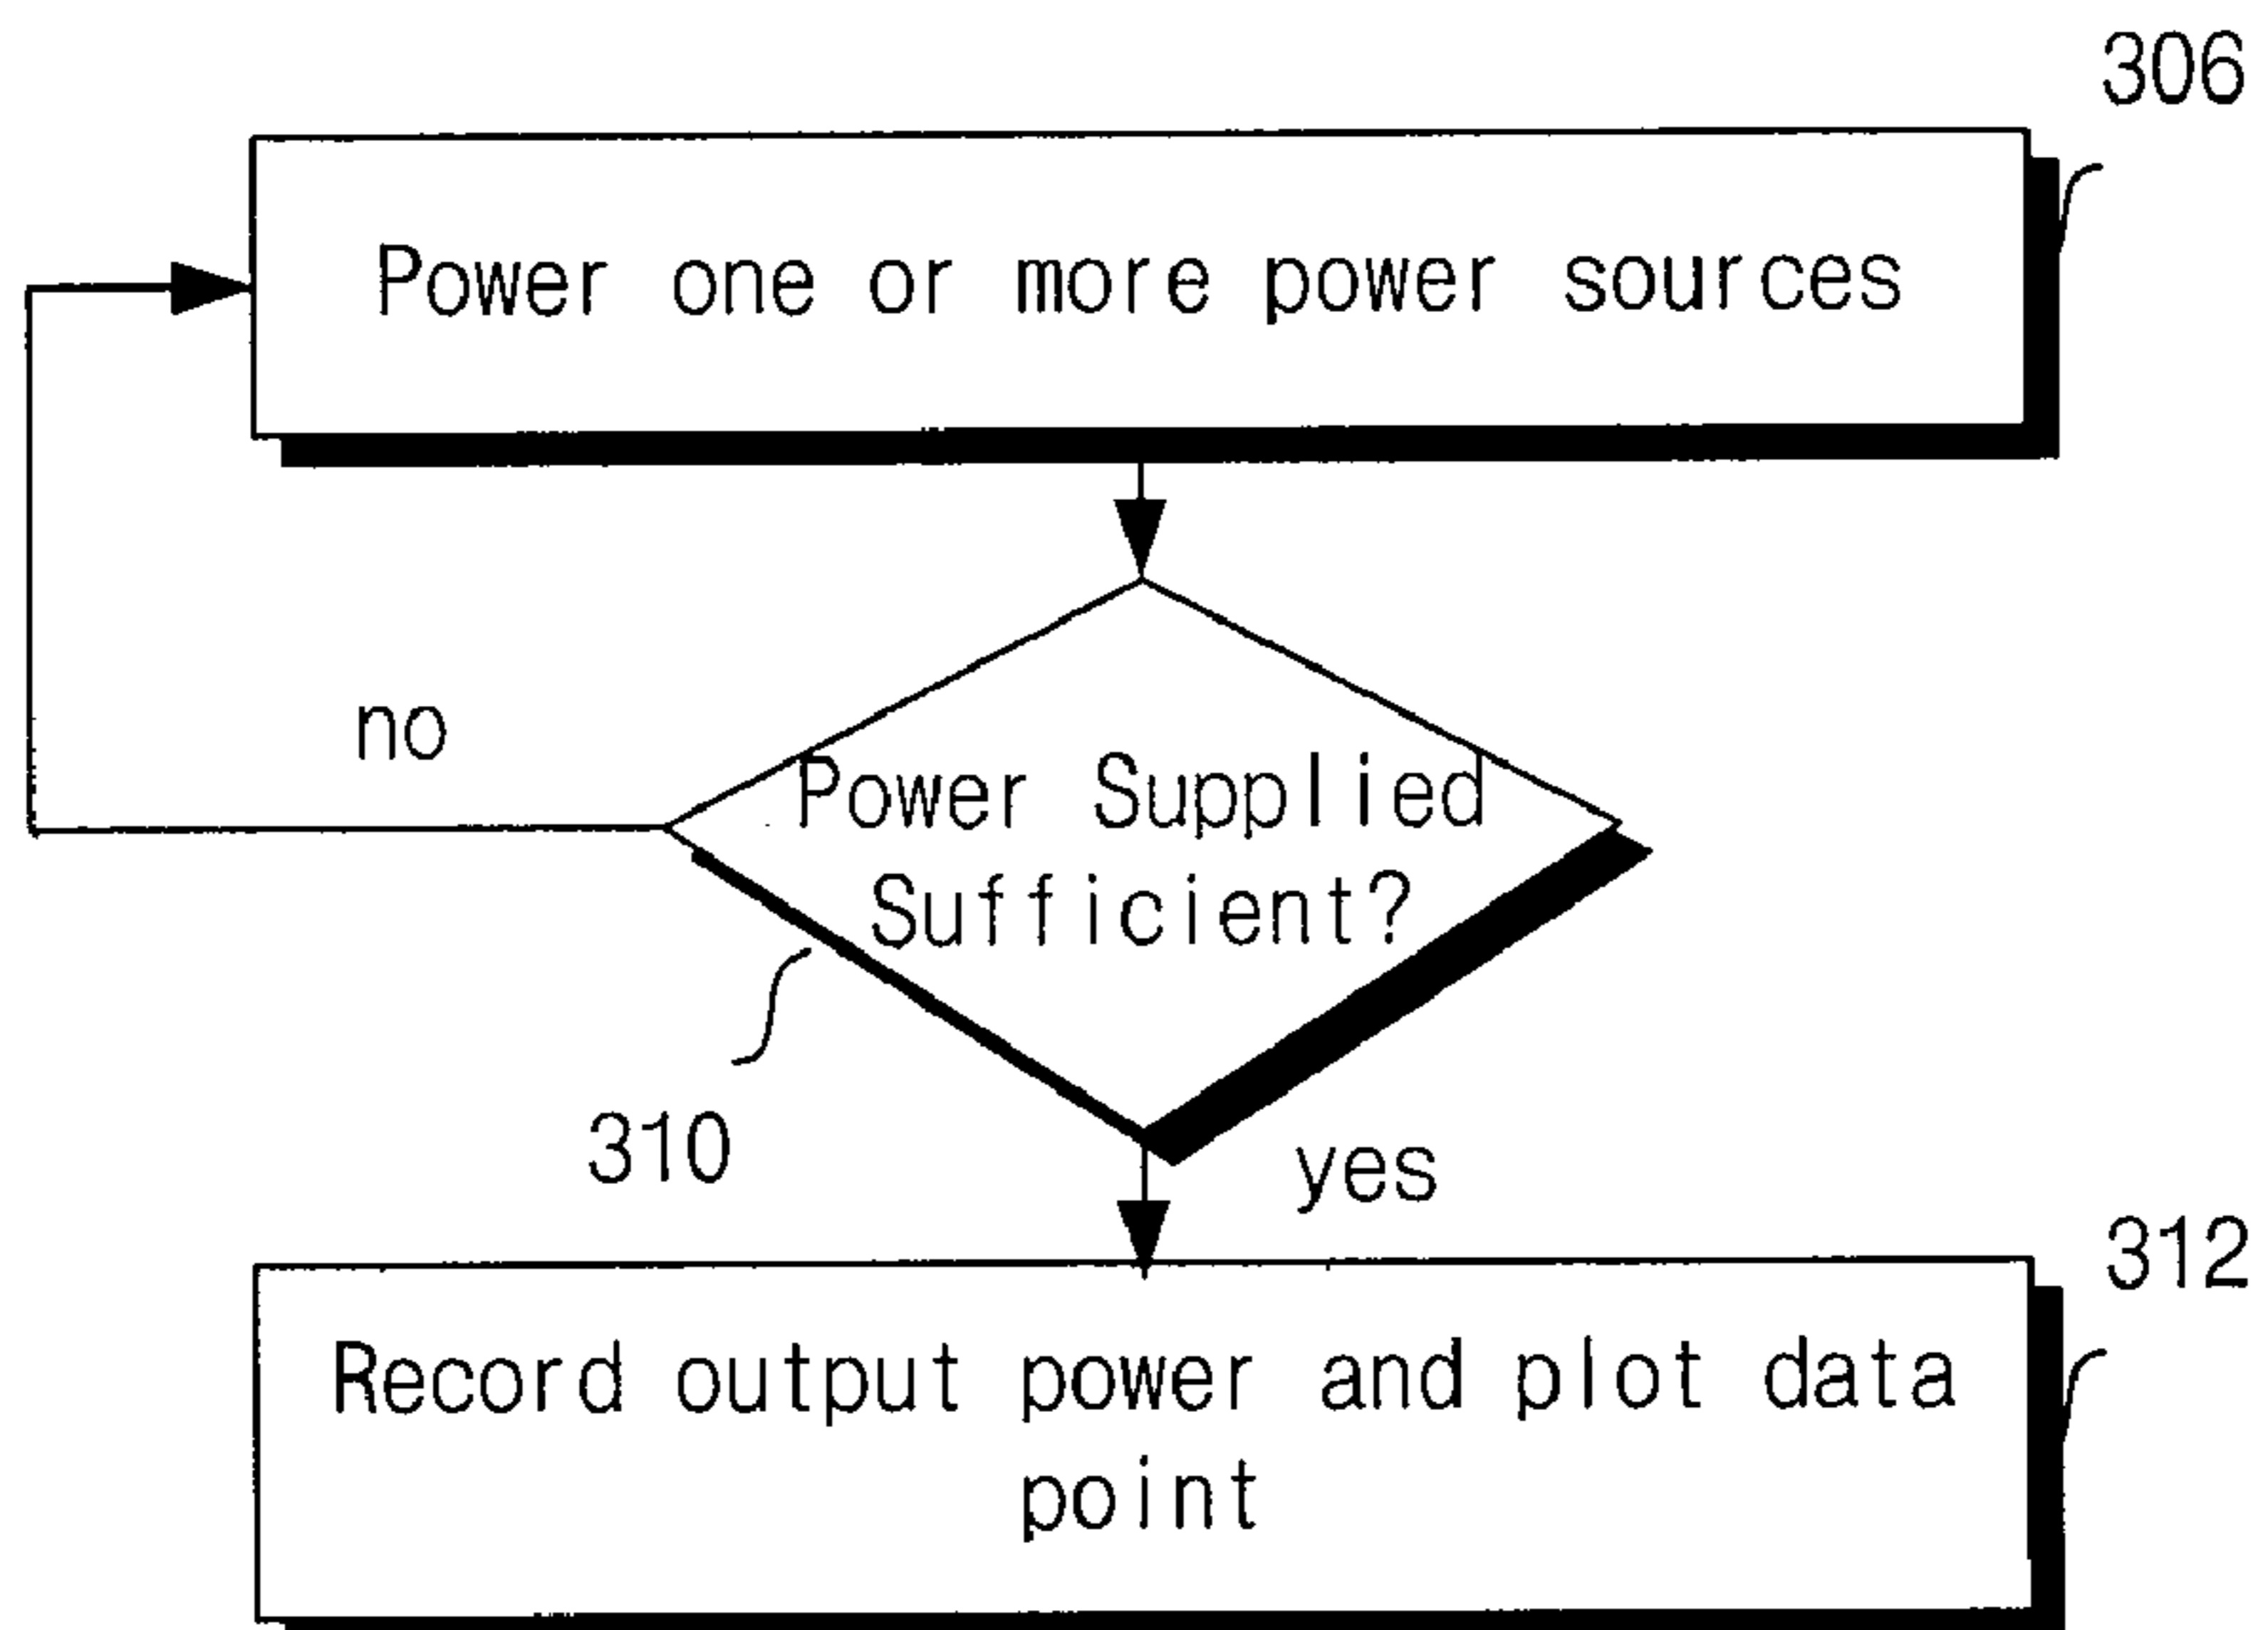 306
Power one or more power sources
no
Power Supplied
Sufficient?
310
yes
312
Record output power and plot data
point